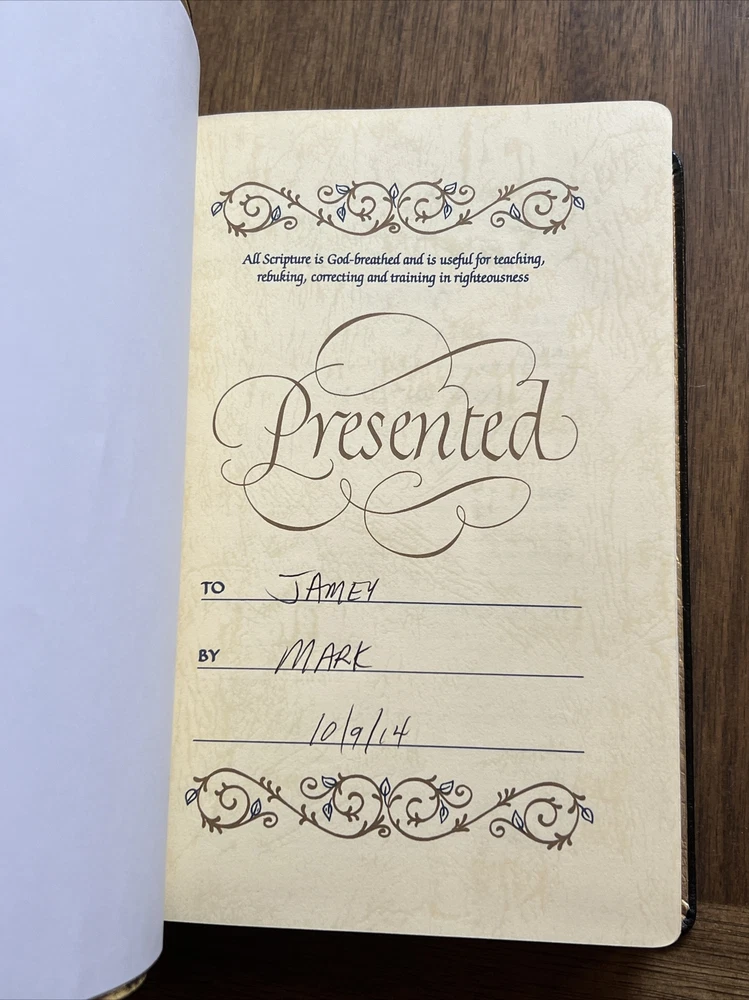 All Scripture is God-breathed and is useful for teaching,
rebuking, correcting and training in righteousness
Presented
TO JAMEY
BY MARK
10/9/14